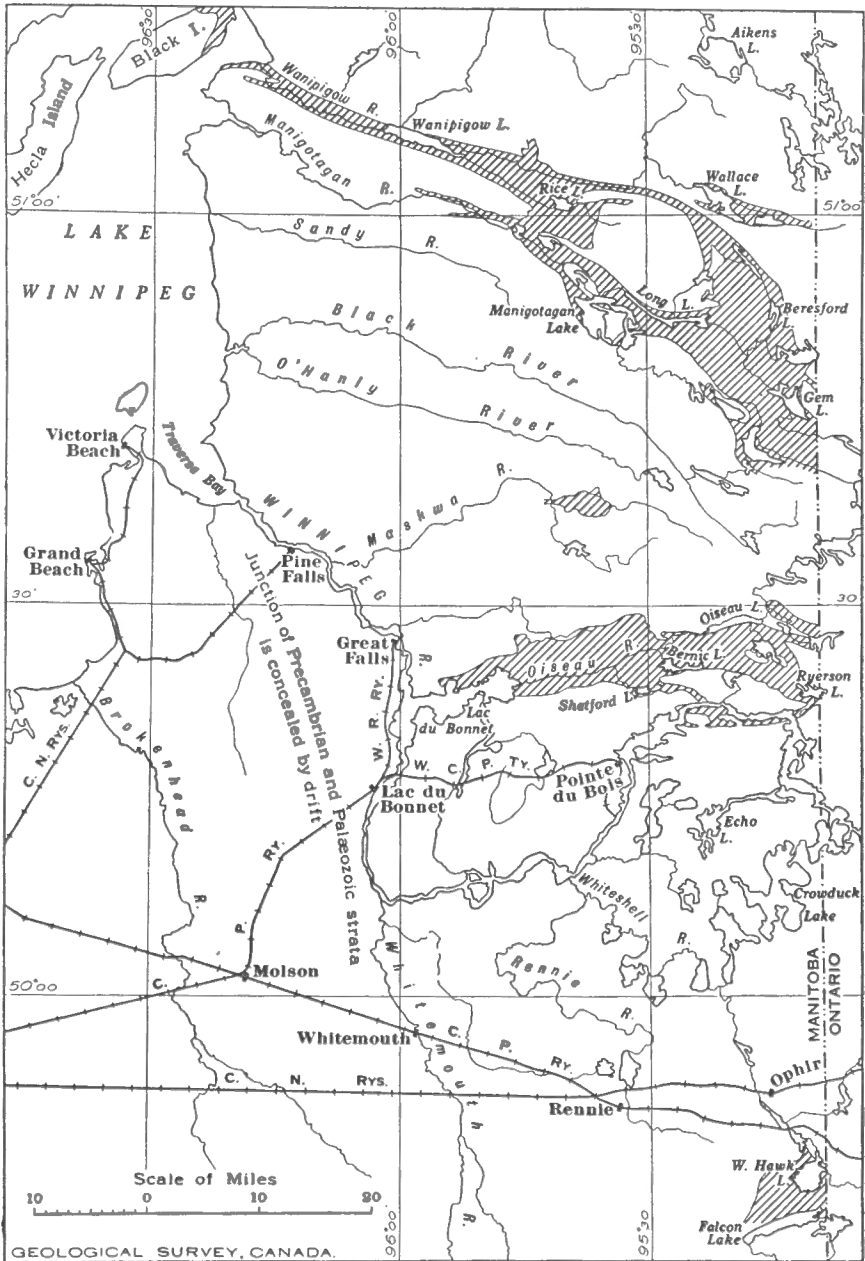 96°30'
96°00'
95°30'
Aikens
L.
Black I.
Hecla Island
Wanipigow
R.
Wanipigow L.
Manigotagan
R.
Rice L.
Wallace
L.
51°00'
51°00'
LAKE
WINNIPEG
Sandy
R.
Long
L.
Manigotagan
Lake
Beresford
L.
Black
River
O'Hanly
River
Gem
L.
Victoria
Beach
Traverse Bay
WINNIPEG
R.
Maskwa
R.
Grand
Beach
Pine
Falls
30'
30
Junction of Precambrian and Palæozoic strata
is concealed by drift
Oiseau L.
Great
Falls
Oiseau
R.
Bernic L.
Ryerson
L.
Shatford L.
Lac
du Bonnet
W. R. RY.
Brokenhead
R.
C. N. RYS.
W. C. P. TY.
Pointe
du Bois
Lac du
Bonnet
Echo
L.
C. P. RY.
Whiteshell
R.
Crowduck
Lake
Rennie
R.
Molson
50°00
MANITOBA
ONTARIO
Whitemouth
R.
Whitemouth
C. P. RY.
Ophir
C. N. RYS.
Rennie
Scale of Miles
10 0 10 20
W. Hawk
L.
Falcon
Lake
96°00'
95°30'
GEOLOGICAL SURVEY, CANADA.